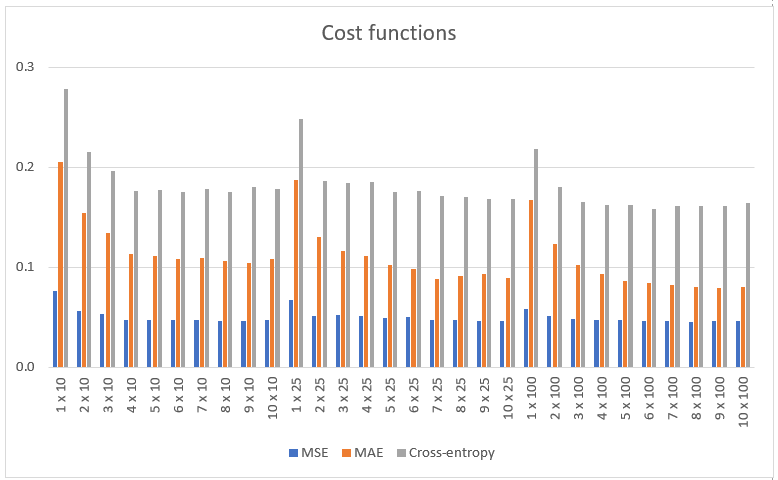 Cost functions
0.3
0.2
0.1
0.0
1 x 10
2 x 10
3 x 10
4 x 10
5 x 10
6 x 10
7 x 10
8 x 10
9 x 10
10 x 10
1 x 25
2 x 25
3 x 25
4 x 25
5 x 25
6 x 25
7 x 25
8 x 25
9 x 25
10 x 25
1 x 100
2 x 100
3 x 100
4 x 100
5 x 100
6 x 100
7 x 100
8 x 100
9 x 100
10 x 100
MSE MAE Cross-entropy